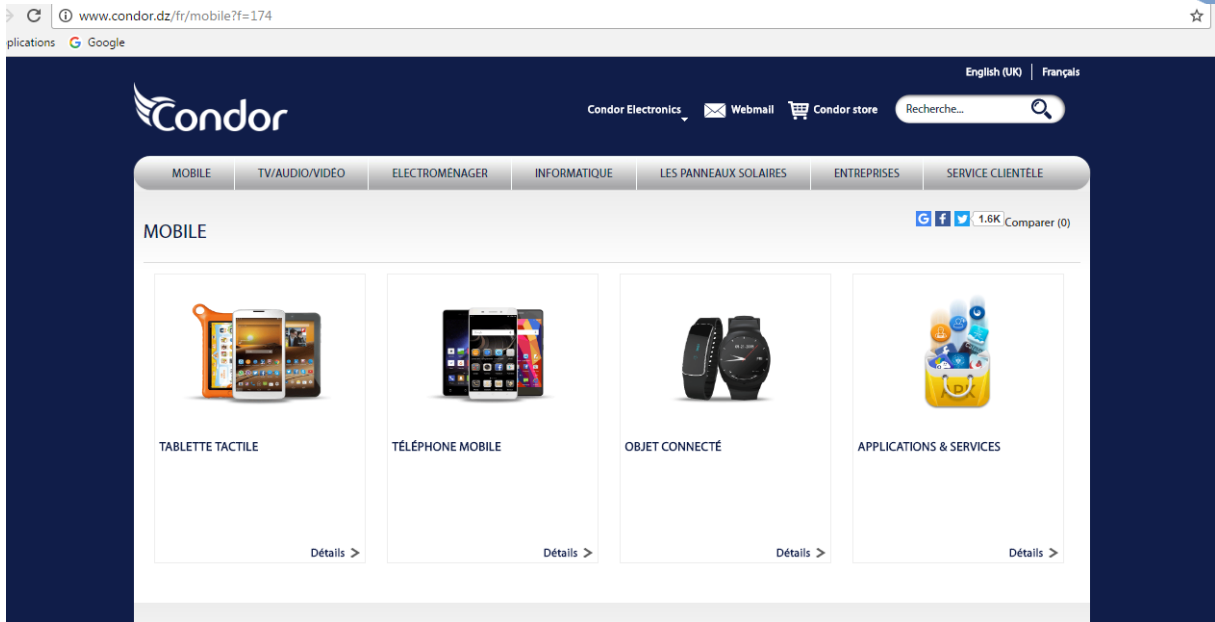 www.condor.dz/fr/mobile?f=174
plications Google
English (UK) Français
Condor
Condor Electronics Webmail Condor store Recherche...
MOBILE TV/AUDIO/VIDÉO ELECTROMÉNAGER INFORMATIQUE LES PANNEAUX SOLAIRES ENTREPRISES SERVICE CLIENTÈLE
MOBILE
1.6K Comparer (0)
APK
TABLETTE TACTILE TÉLÉPHONE MOBILE OBJET CONNECTÉ APPLICATIONS & SERVICES
Détails > Détails > Détails > Détails >